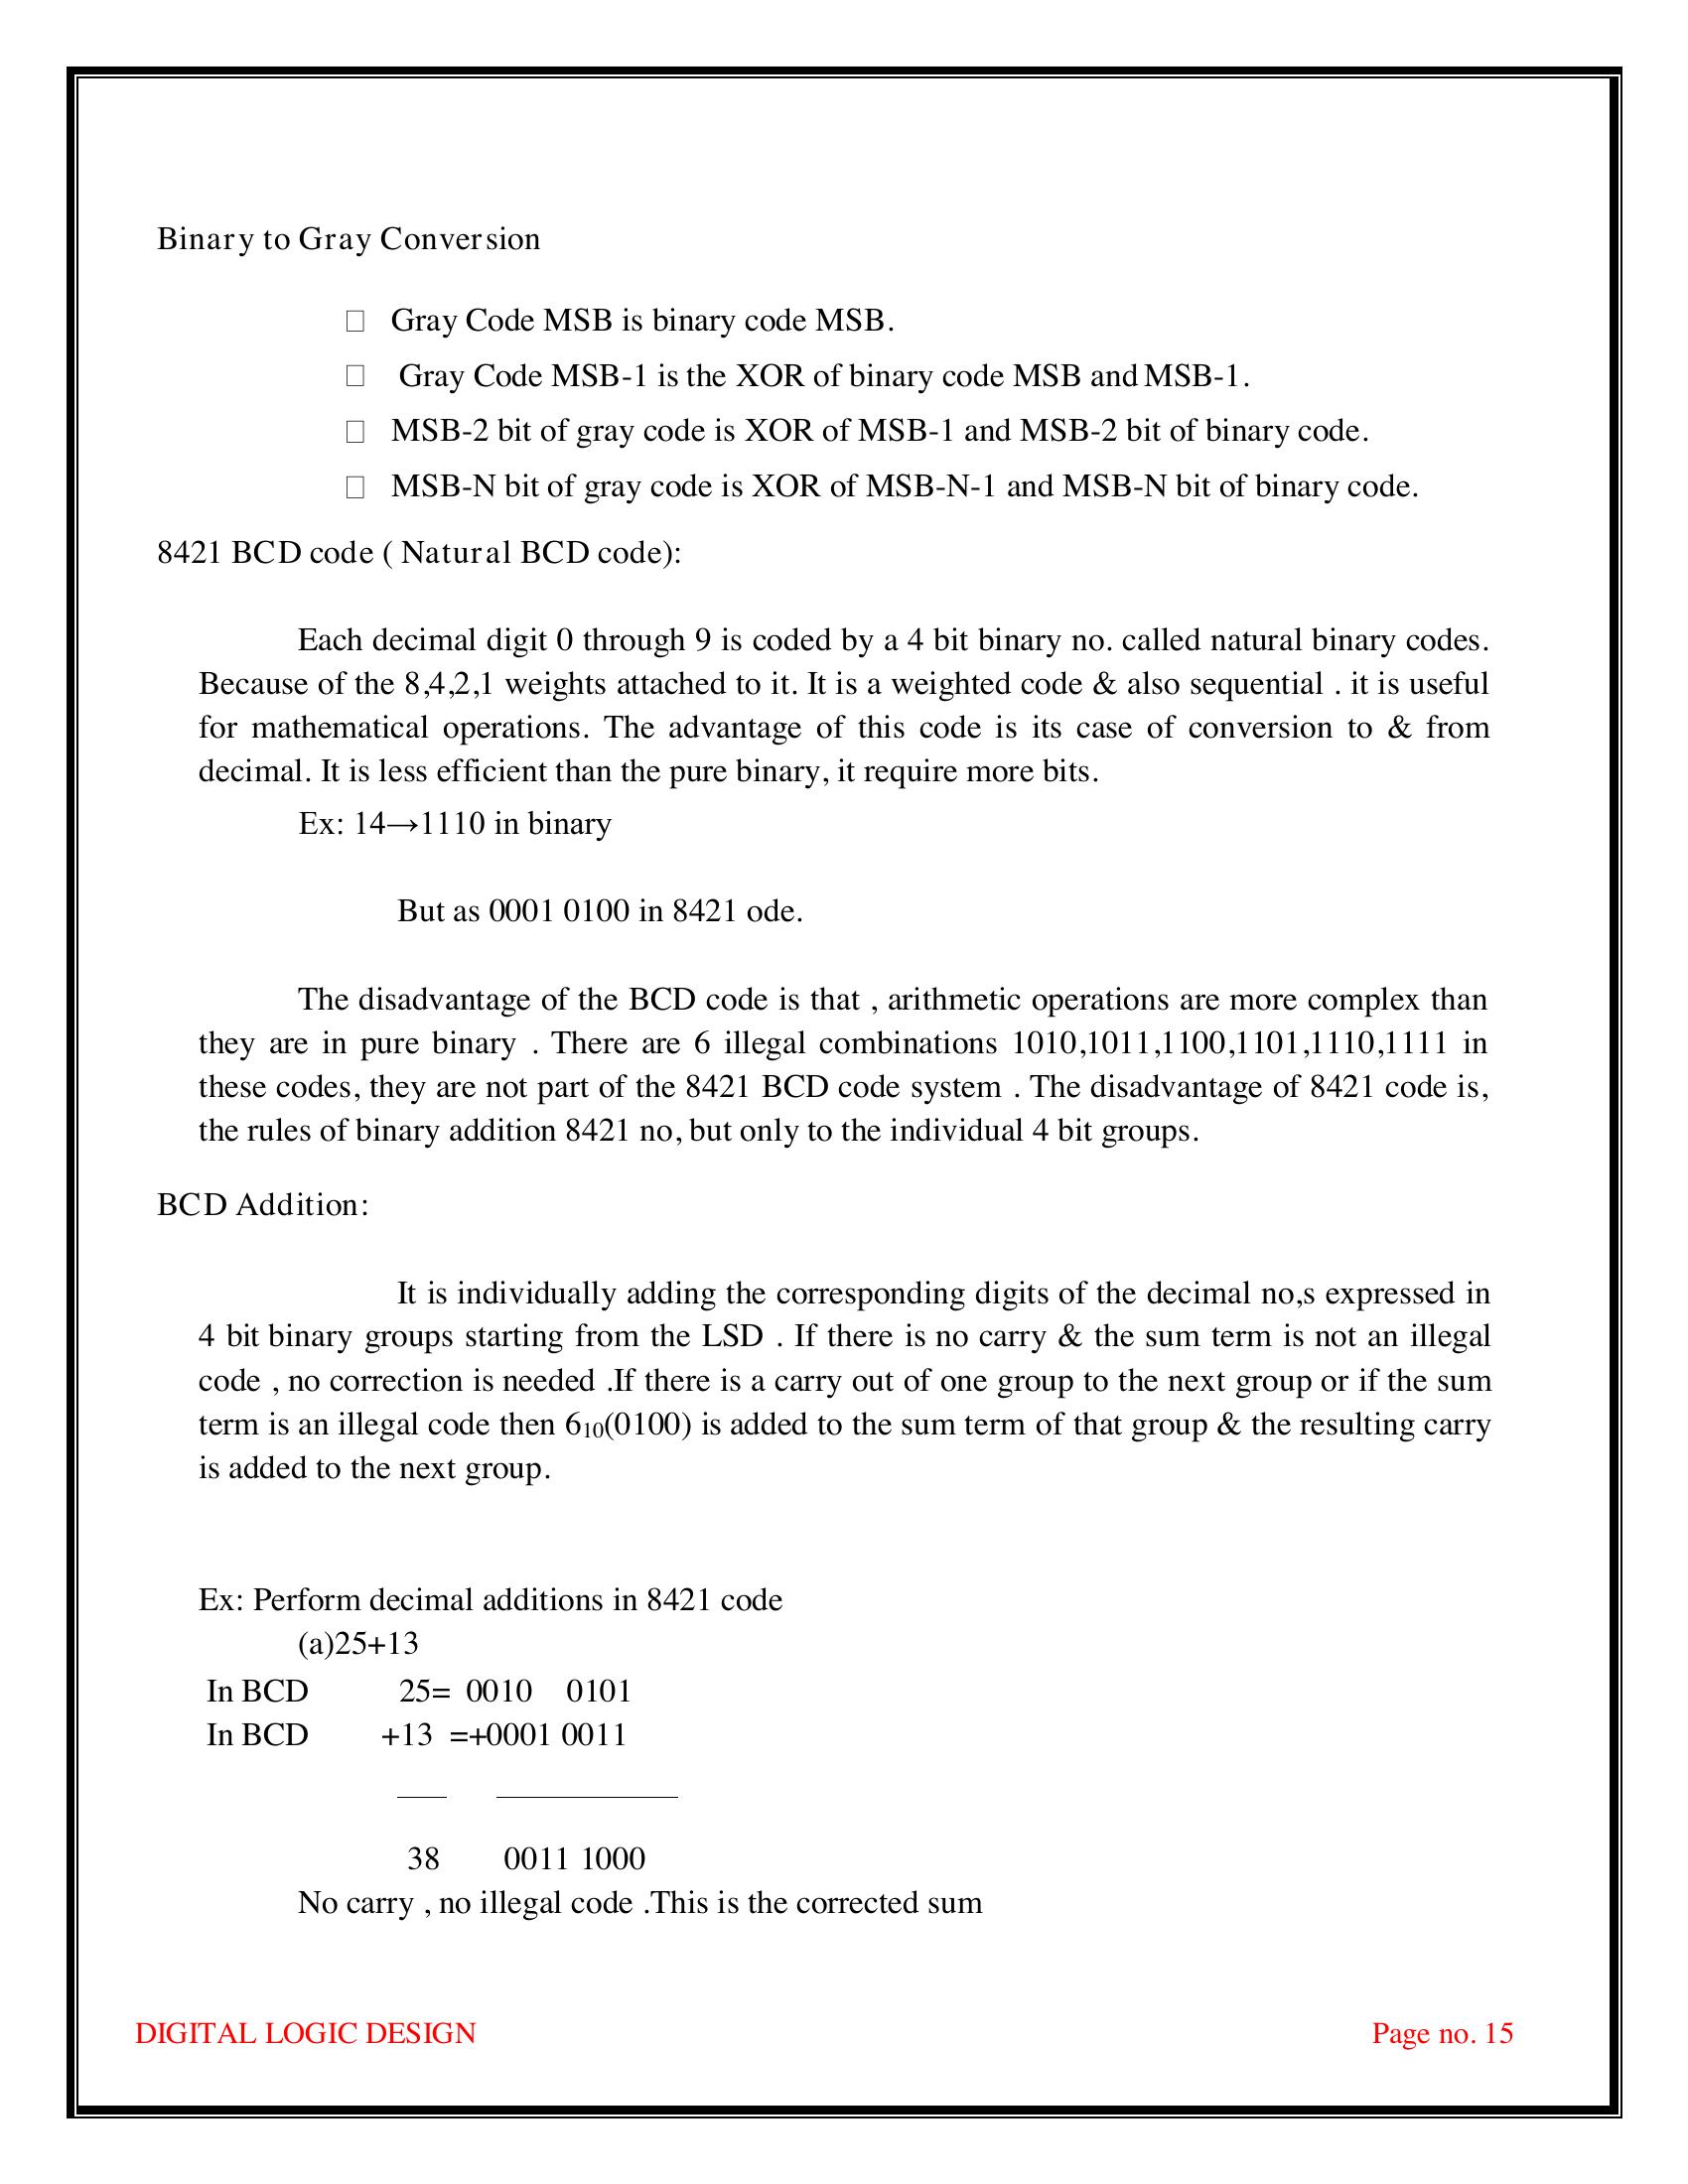 Binary to Gray Conversion
□ Gray Code MSB is binary code MSB.
□ Gray Code MSB-1 is the XOR of binary code MSB and MSB-1.
□ MSB-2 bit of gray code is XOR of MSB-1 and MSB-2 bit of binary code.
□ MSB-N bit of gray code is XOR of MSB-N-1 and MSB-N bit of binary code.
8421 BCD code ( Natural BCD code):
Each decimal digit 0 through 9 is coded by a 4 bit binary no. called natural binary codes.
Because of the 8,4,2,1 weights attached to it. It is a weighted code & also sequential . it is useful
for mathematical operations. The advantage of this code is its case of conversion to & from
decimal. It is less efficient than the pure binary, it require more bits.
Ex: 14→1110 in binary
But as 0001 0100 in 8421 ode.
The disadvantage of the BCD code is that , arithmetic operations are more complex than
they are in pure binary . There are 6 illegal combinations 1010,1011,1100,1101,1110,1111 in
these codes, they are not part of the 8421 BCD code system . The disadvantage of 8421 code is,
the rules of binary addition 8421 no, but only to the individual 4 bit groups.
BCD Addition:
It is individually adding the corresponding digits of the decimal no,s expressed in
4 bit binary groups starting from the LSD . If there is no carry & the sum term is not an illegal
code , no correction is needed .If there is a carry out of one group to the next group or if the sum
term is an illegal code then 6₁₀(0100) is added to the sum term of that group & the resulting carry
is added to the next group.
Ex: Perform decimal additions in 8421 code
(a)25+13
In BCD 25= 0010 0101
In BCD +13 =+0001 0011
38 0011 1000
No carry , no illegal code .This is the corrected sum
DIGITAL LOGIC DESIGN Page no. 15